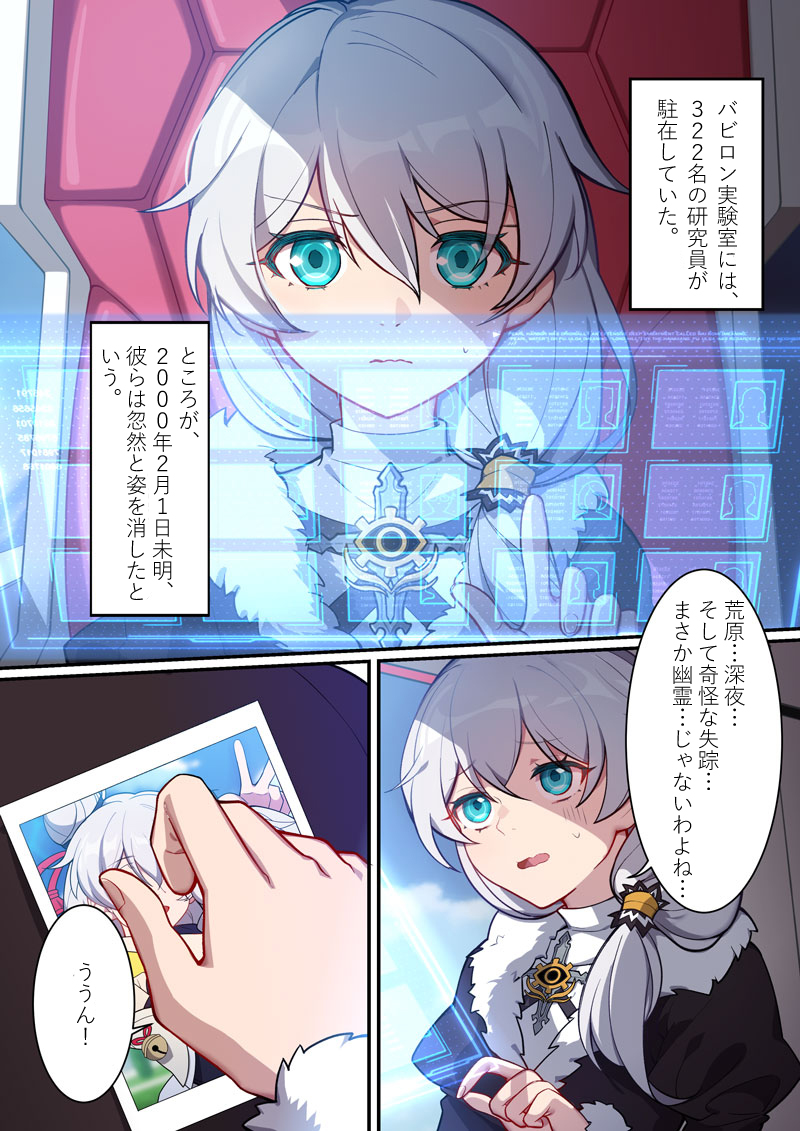 バビロン実験室には、
322名の研究員が
駐在していた。
ところが、
2000年2月1日未明、
彼らは忽然と姿を消したと
いう。
荒原…深夜…
そして奇怪な失踪…
まさか幽霊…じゃないわよね…
ううん！